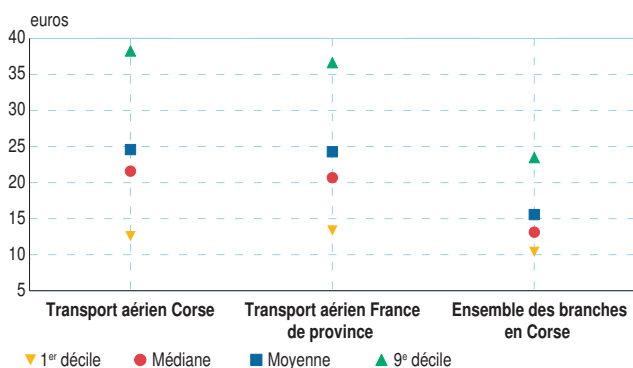 euros
40
35
30
25
20
15
10
5
Transport aérien Corse
Transport aérien France
de province
Ensemble des branches
en Corse
1er décile
Médiane
Moyenne
9e décile